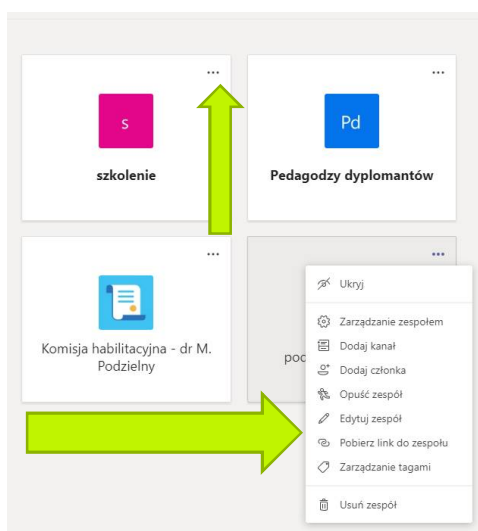 ...
...
s
Pd
szkolenie
Pedagodzy dyplomantów
...
...
Komisja habilitacyjna - dr M.
Podzielny
Ukryj
Zarządzanie zespołem
Dodaj kanał
Dodaj członka
Opuść zespół
Edytuj zespół
Pobierz link do zespołu
Zarządzanie tagami
Usuń zespół